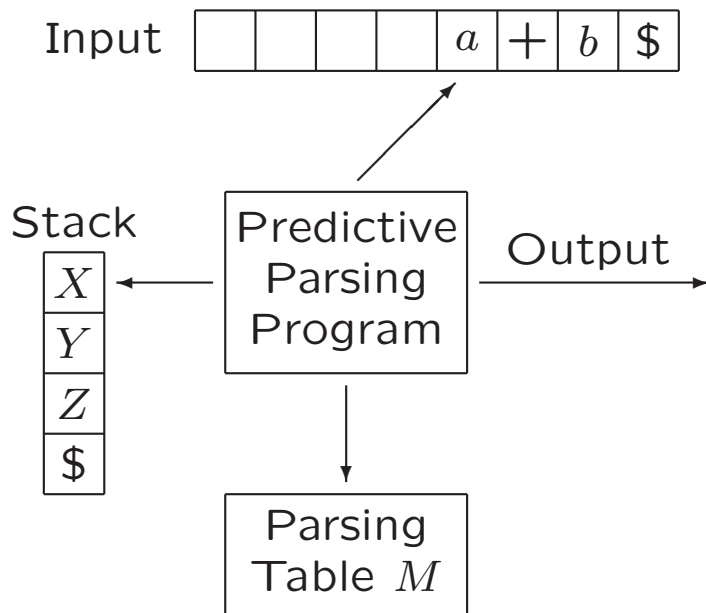 Input a + b $
Stack
X
Y
Z
$
Predictive
Parsing
Program
Output
Parsing
Table M